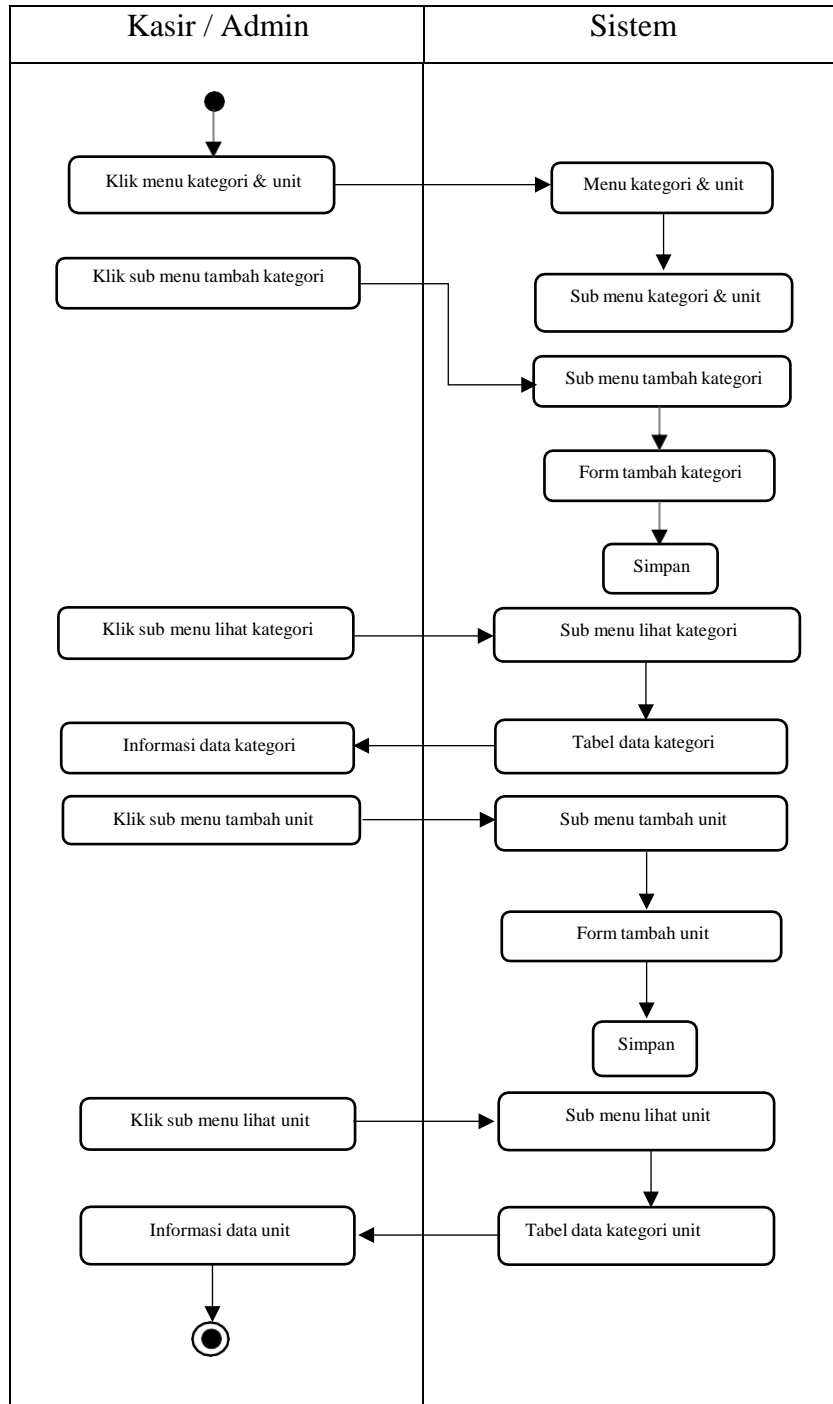 Kasir / Admin
Sistem
Klik menu kategori & unit
Menu kategori & unit
Klik sub menu tambah kategori
Sub menu kategori & unit
Sub menu tambah kategori
Form tambah kategori
Simpan
Klik sub menu lihat kategori
Sub menu lihat kategori
Informasi data kategori
Tabel data kategori
Klik sub menu tambah unit
Sub menu tambah unit
Form tambah unit
Simpan
Klik sub menu lihat unit
Sub menu lihat unit
Informasi data unit
Tabel data kategori unit